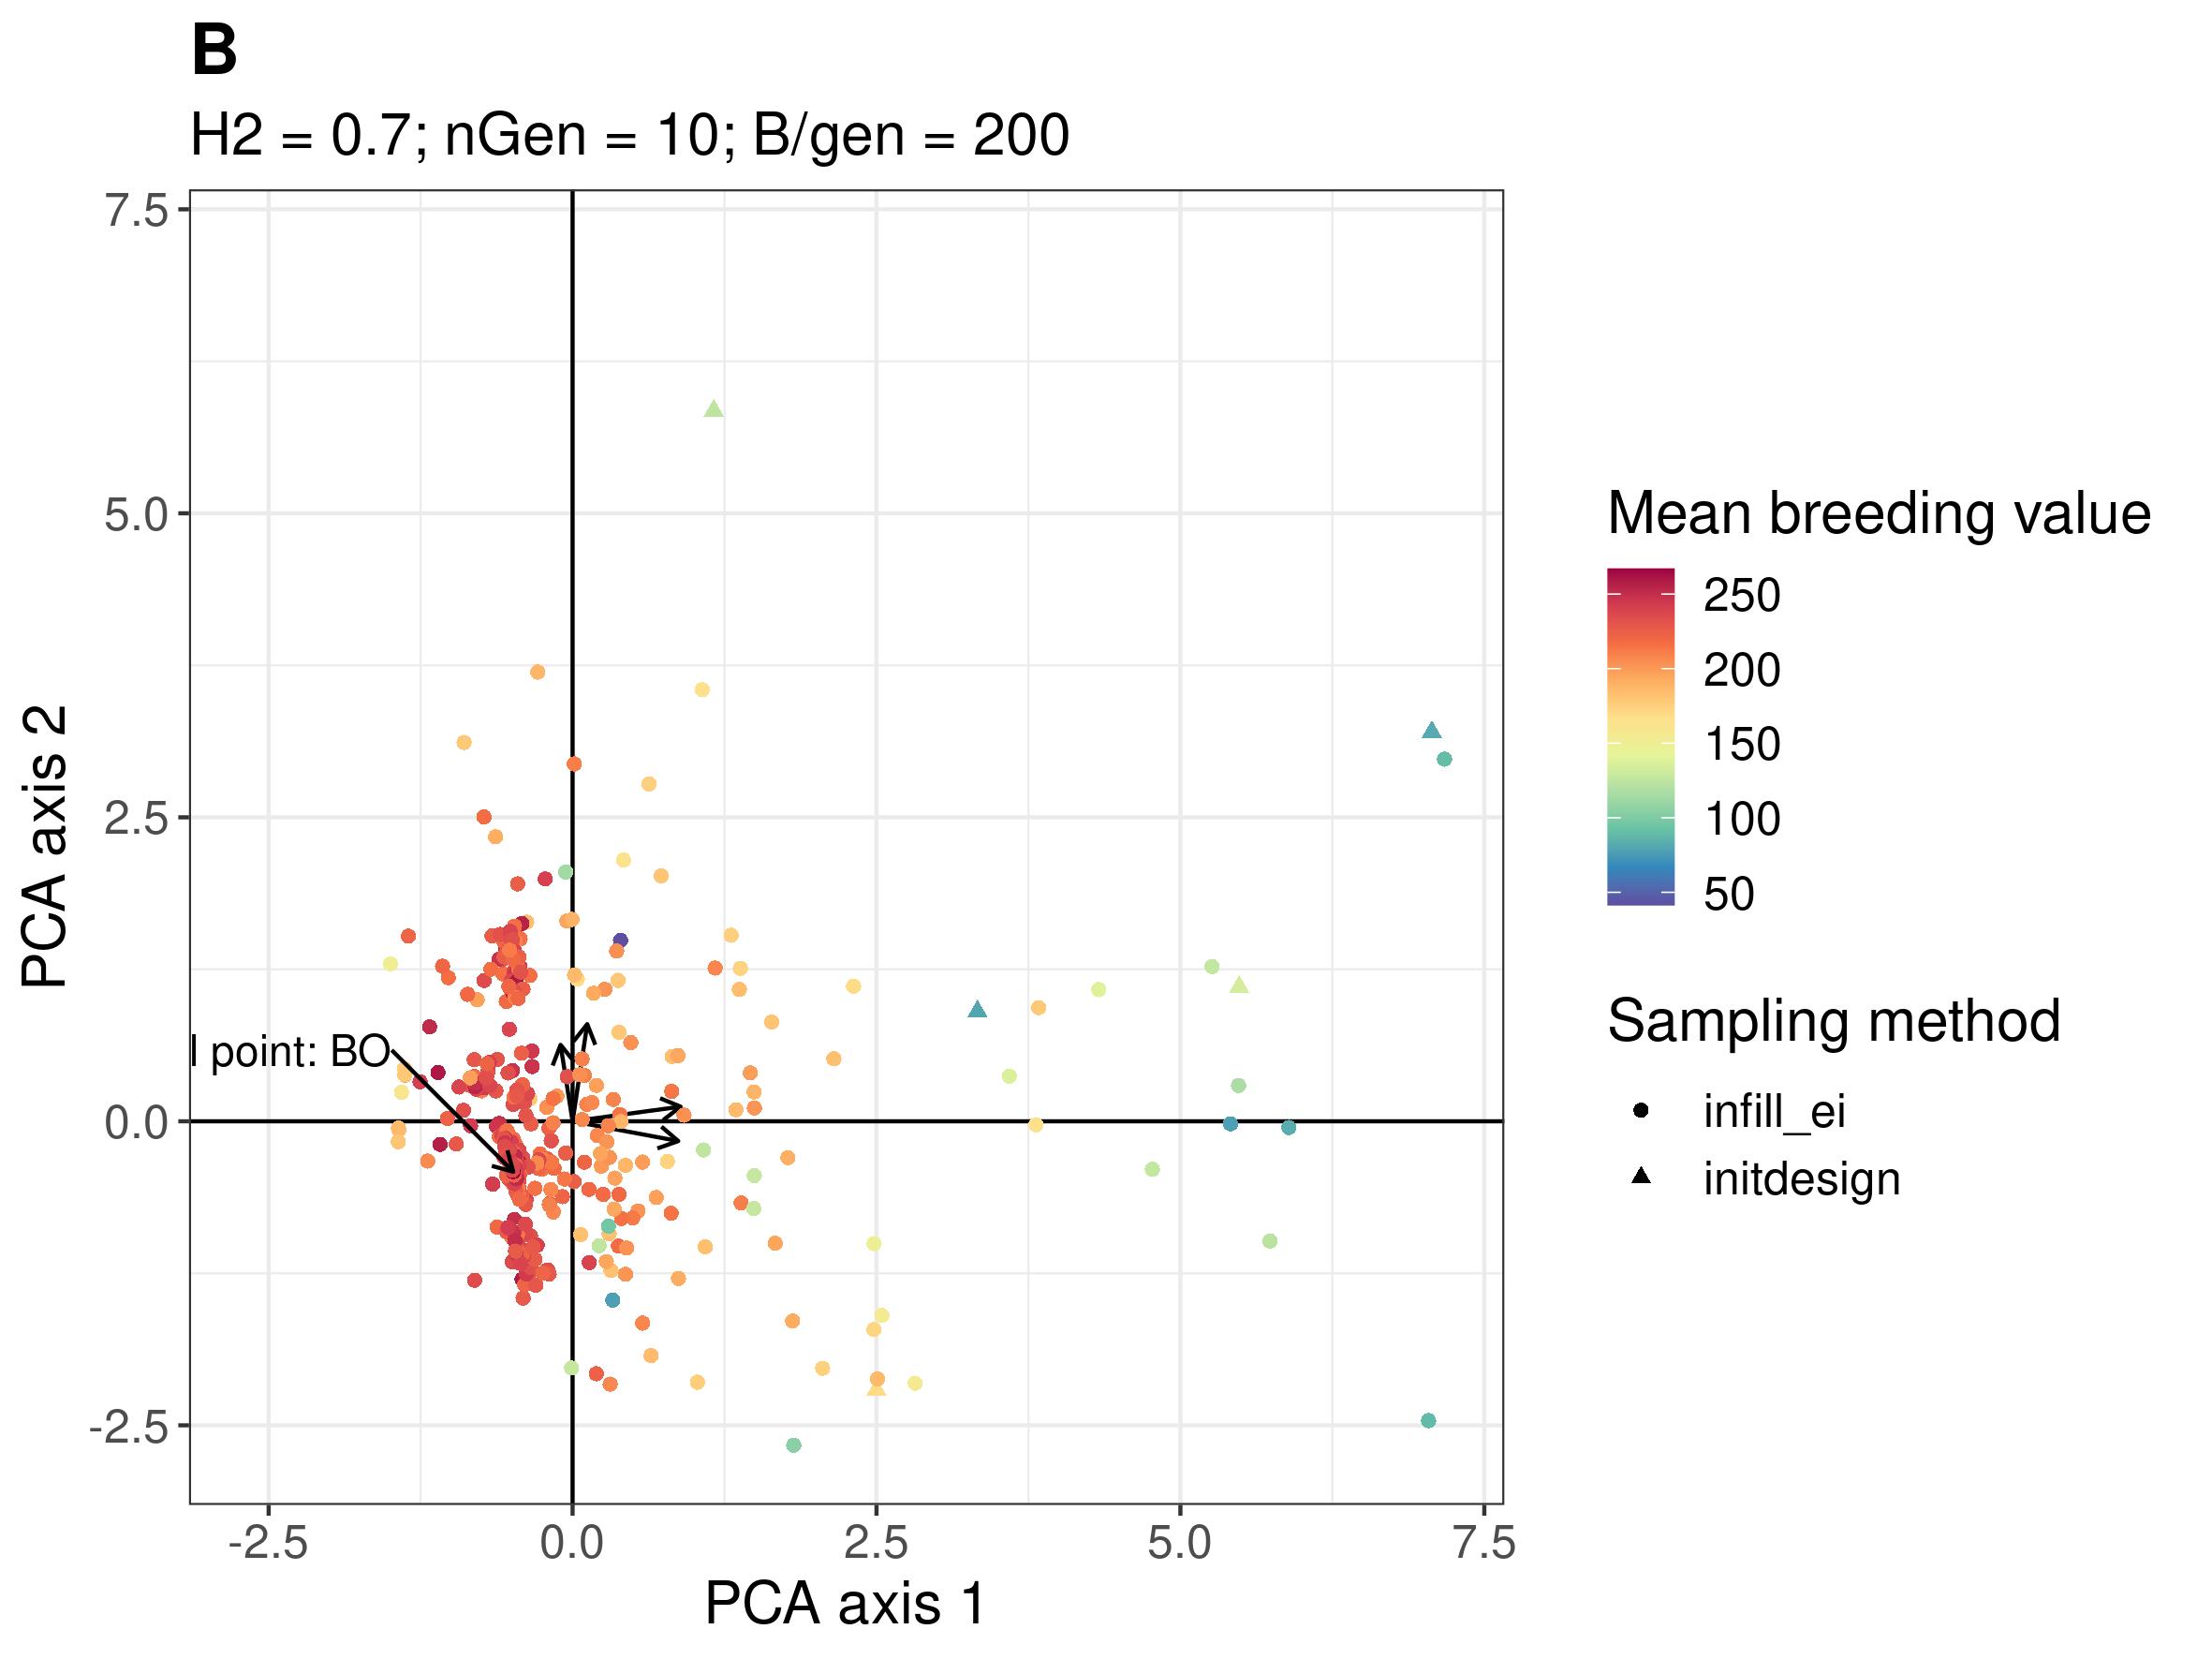 B
H2 = 0.7; nGen = 10; B/gen = 200
7.5
5.0
2.5
0.0
-2.5
PCA axis 2
l point: BO
-2.5
0.0
2.5
5.0
7.5
PCA axis 1
Mean breeding value
250
200
150
100
50
Sampling method
infill_ei
initdesign